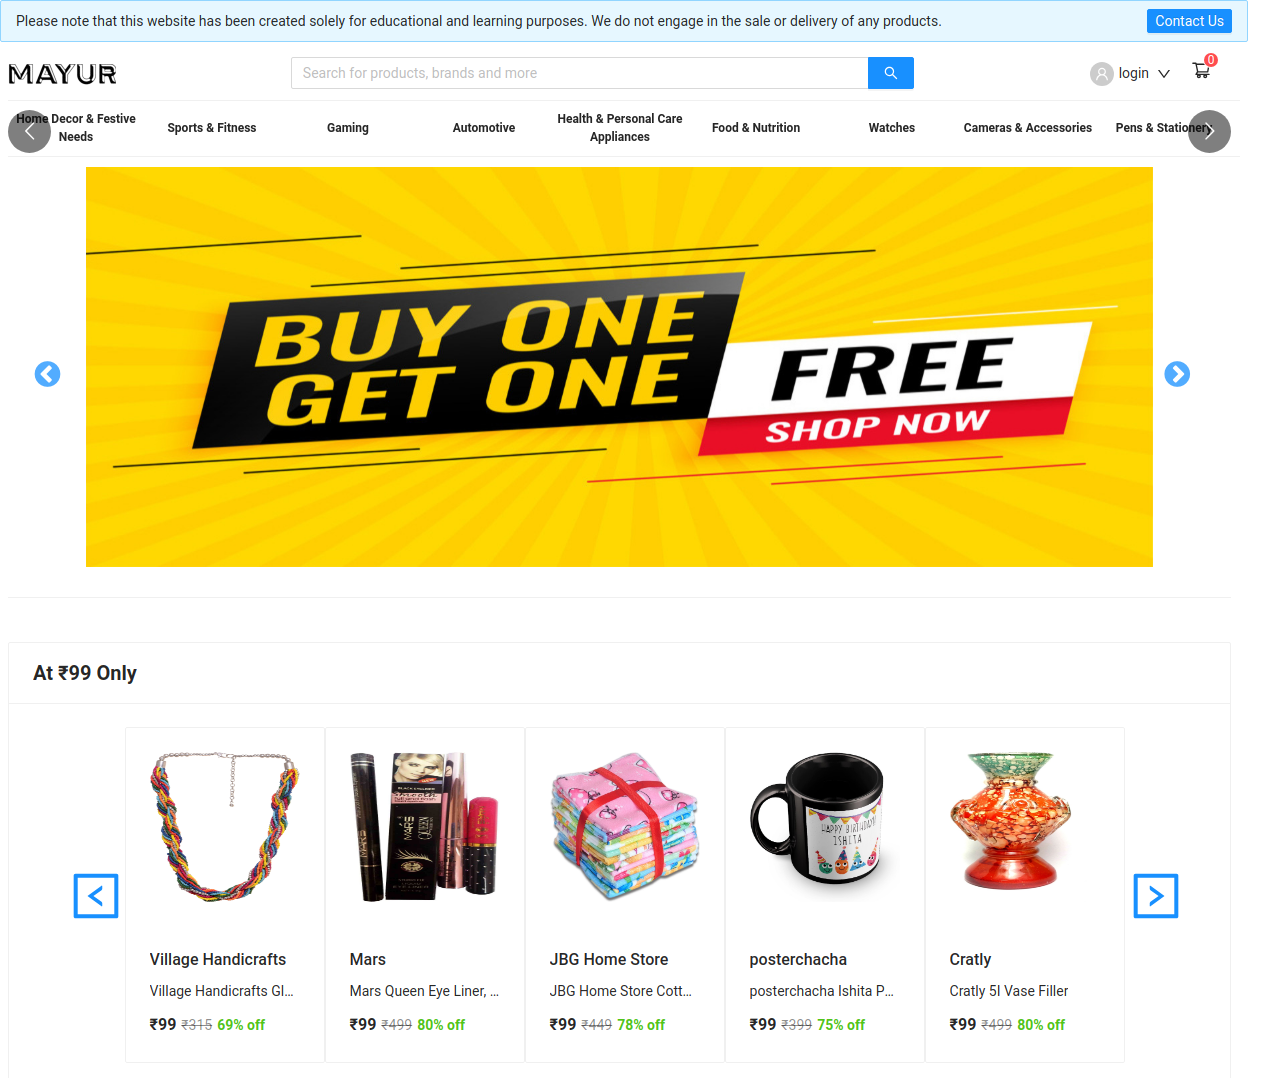 Please note that this website has been created solely for educational and learning purposes. We do not engage in the sale or delivery of any products.
Contact Us
MAYUR
Search for products, brands and more
login
0
Home Decor & Festive
Needs
Sports & Fitness
Gaming
Automotive
Health & Personal Care
Appliances
Food & Nutrition
Watches
Cameras & Accessories
Pens & Stationery
BUY ONE
GET ONE
FREE
SHOP NOW
At ₹99 Only
HAPPY BIRTHDAY
ISHITA
MARS
Village Handicrafts
Village Handicrafts Gl...
₹99 ₹315 69% off
Mars
Mars Queen Eye Liner, ...
₹99 ₹499 80% off
JBG Home Store
JBG Home Store Cott...
₹99 ₹449 78% off
posterchacha
posterchacha Ishita P...
₹99 ₹399 75% off
Cratly
Cratly 5I Vase Filler
₹99 ₹499 80% off